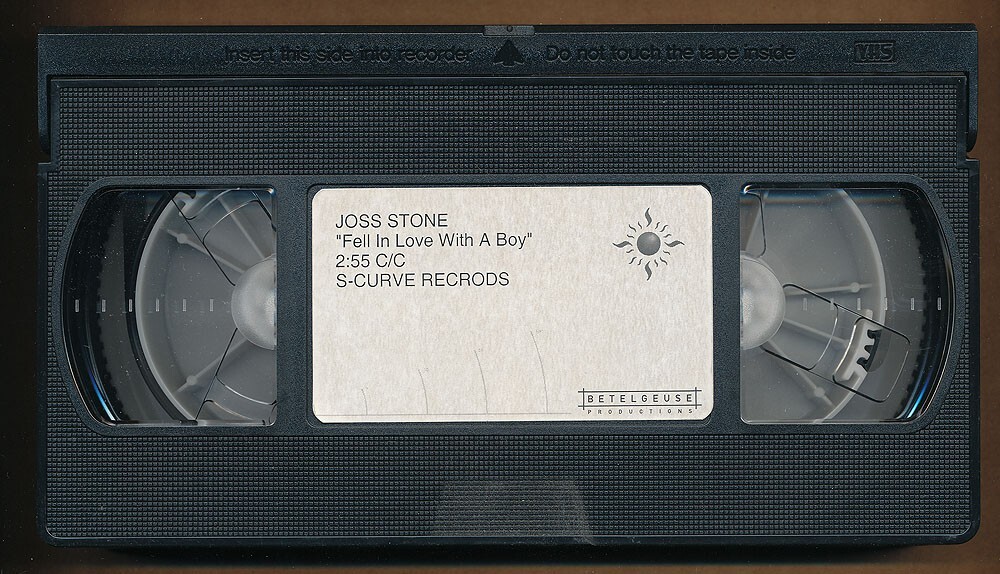 Insert this side into recorder Do not touch the tape inside VHS
JOSS STONE
"Fell In Love With A Boy"
2:55 C/C
S-CURVE RECRODS
BETELGEUSE
PRODUCTIONS